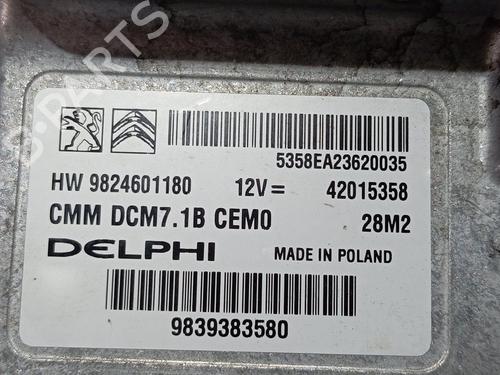 5358EA23620035
HW 9824601180 12V= 42015358
CMM DCM7.1B CEM0 28M2
DELPHI MADE IN POLAND
9839383580